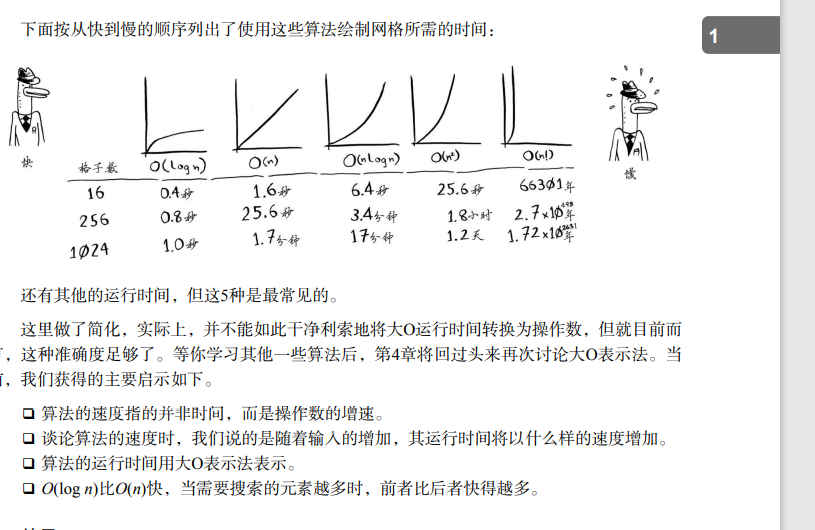 下面按从快到慢的顺序列出了使用这些算法绘制网格所需的时间：
1
快
慢
格子数 O(log n) O(n) O(n log n) O(n²) O(n!)
16 0.4秒 1.6秒 6.4秒 25.6秒 66301年
256 0.8秒 25.6秒 3.4分钟 1.8小时 2.7×10⁴⁹⁸年
1024 1.0秒 1.7分钟 17分钟 1.2天 1.72×10²⁶³¹年
还有其他的运行时间，但这5种是最常见的。
这里做了简化，实际上，并不能如此干净利索地将大O运行时间转换为操作数，但就目前而
，这种准确度足够了。等你学习其他一些算法后，第4章将回过头来再次讨论大O表示法。当
，我们获得的主要启示如下。
❑ 算法的速度指的并非时间，而是操作数的增速。
❑ 谈论算法的速度时，我们说的是随着输入的增加，其运行时间将以什么样的速度增加。
❑ 算法的运行时间用大O表示法表示。
❑ O(log n)比O(n)快，当需要搜索的元素越多时，前者比后者快得越多。